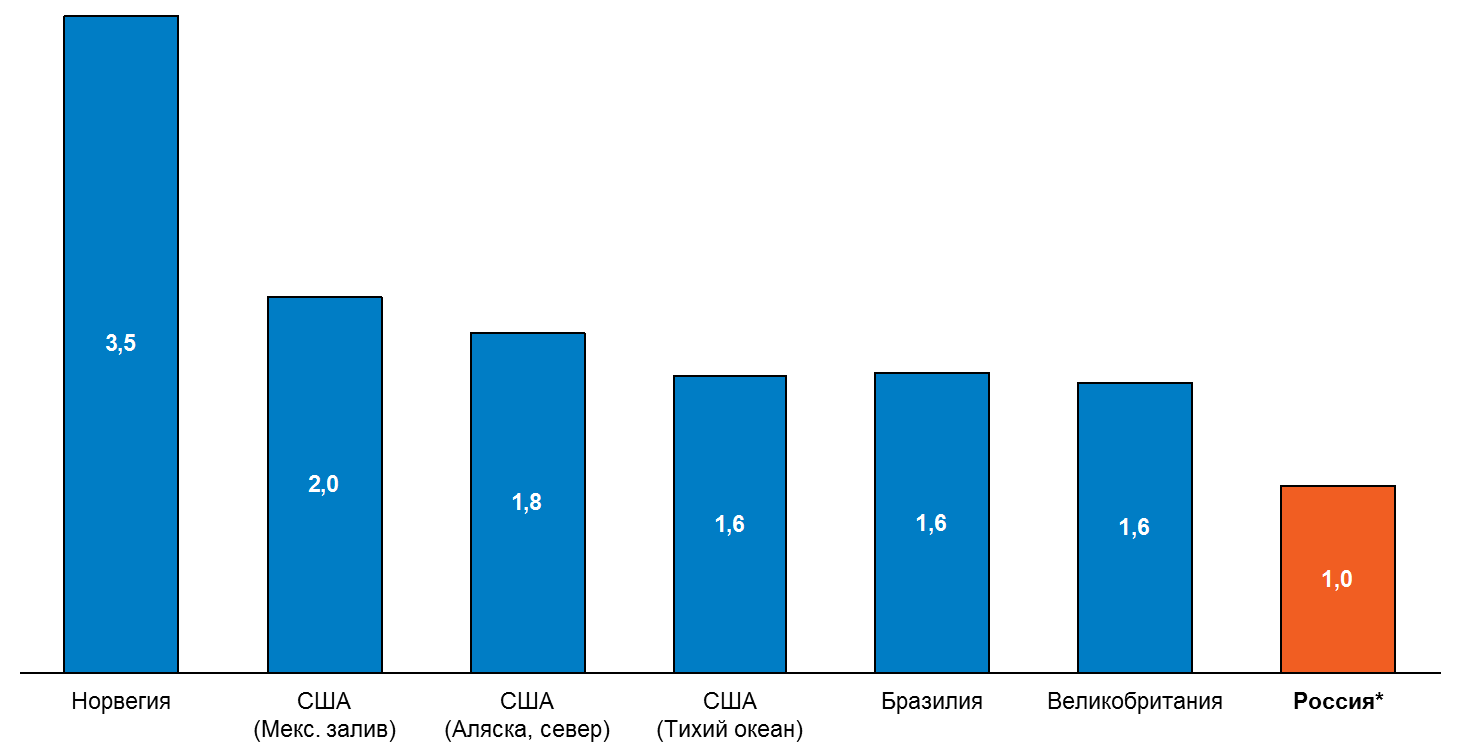 3,5
2,0
1,8
1,6
1,6
1,6
1,0
Норвегия
США
(Мекс. залив)
США
(Аляска, север)
США
(Тихий океан)
Бразилия
Великобритания
Россия*